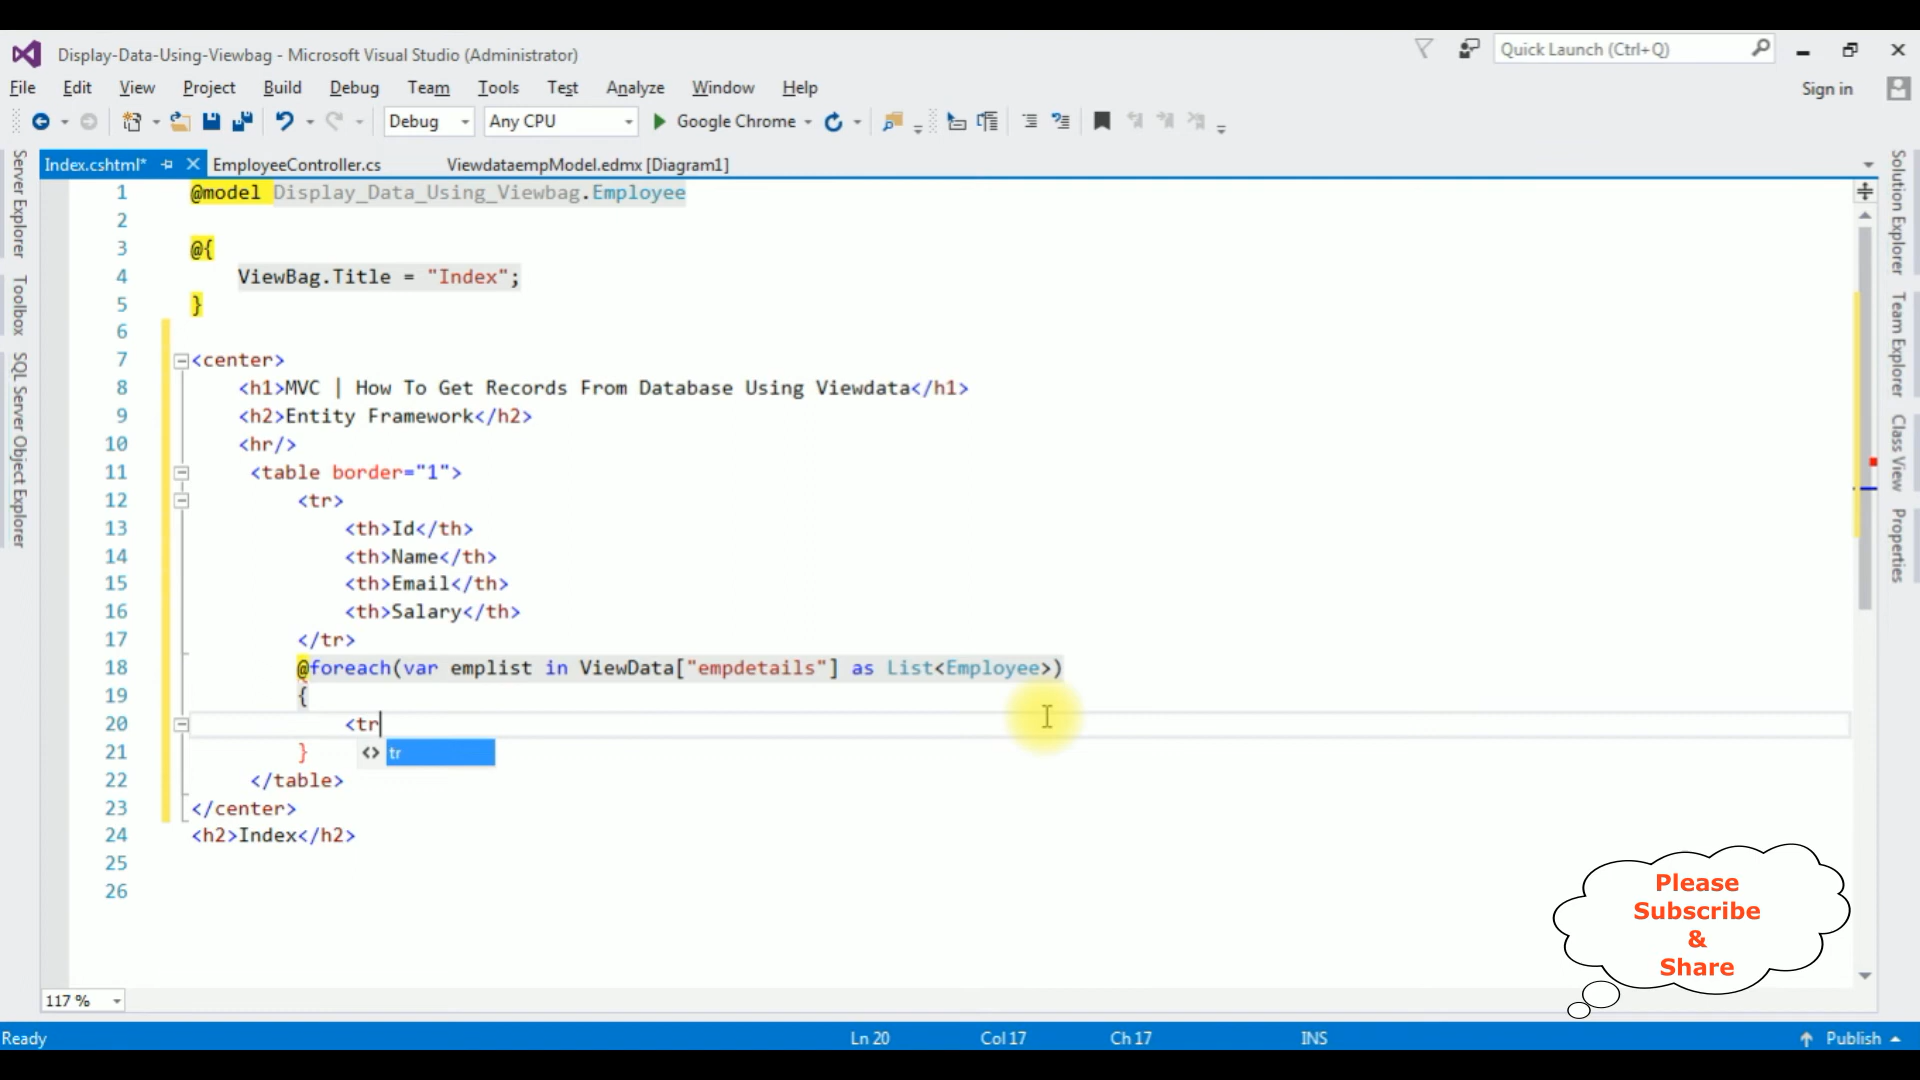 Display-Data-Using-Viewbag - Microsoft Visual Studio (Administrator)
Quick Launch (Ctrl+Q)
File Edit View Project Build Debug Team Tools Test Analyze Window Help
Sign in
Debug Any CPU Google Chrome
Index.cshtml* EmployeeController.cs ViewdataempModel.edmx [Diagram1]
Server Explorer
Toolbox
SQL Server Object Explorer
1 @model Display_Data_Using_Viewbag.Employee
2
3 @{
4 ViewBag.Title = "Index";
5 }
6
7 <center>
8 <h1>MVC | How To Get Records From Database Using Viewdata</h1>
9 <h2>Entity Framework</h2>
10 <hr/>
11 <table border="1">
12 <tr>
13 <th>Id</th>
14 <th>Name</th>
15 <th>Email</th>
16 <th>Salary</th>
17 </tr>
18 @foreach(var emplist in ViewData["empdetails"] as List<Employee>)
19 {
20 <tr
21 }
<> tr
22 </table>
23 </center>
24 <h2>Index</h2>
25
26
Solution Explorer
Team Explorer
Class View
Properties
Please
Subscribe
&
Share
117 %
Ready Ln 20 Col 17 Ch 17 INS Publish